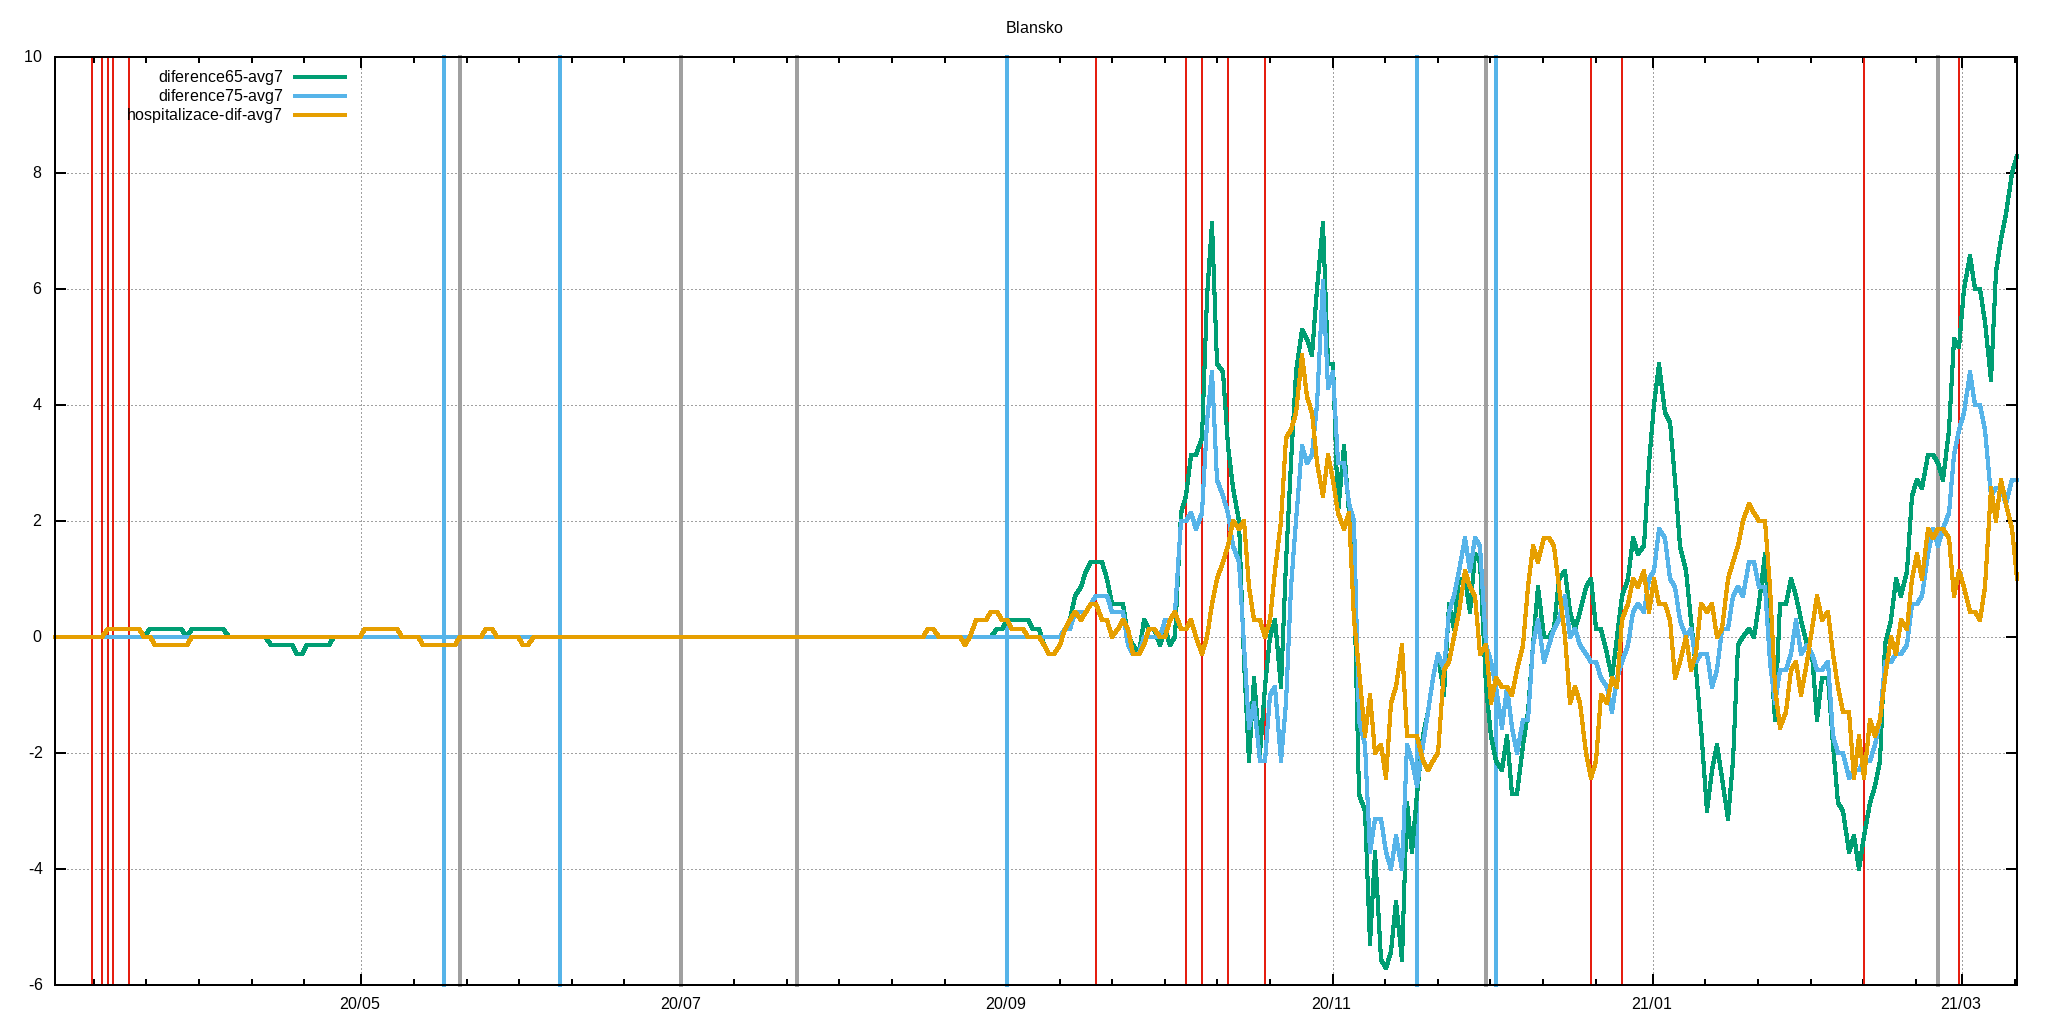 Blansko
10
diference65-avg7
diference75-avg7
hospitalizace-dif-avg7
8
6
4
2
0
-2
-4
-6
20/05 20/07 20/09 20/11 21/01 21/03